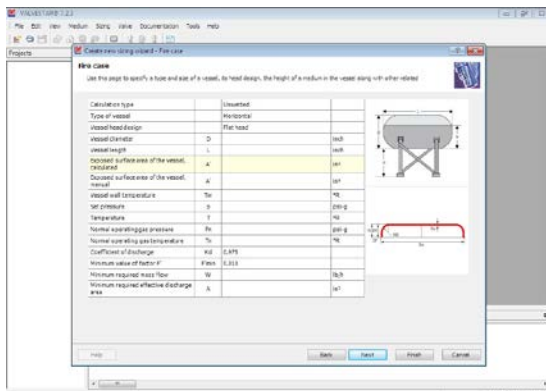 VALVESTAR® 7.2.3
File Edit View Medium Sizing Valve Documentation Tools Help
Projects
Create new sizing wizard - Fire case
Fire case
Use this page to specify a type and size of a vessel, its head design, the height of a medium in the vessel along with other related
Calculation type Unwetted
Type of vessel Horizontal
Vessel head design Flat head
Vessel diameter D inch
Vessel length L inch
Exposed surface area of the vessel, calculated A' in²
Exposed surface area of the vessel, manual A' in²
Vessel wall temperature Tw °R
Set pressure psi-g
Temperature T °R
Normal operating gas pressure Pn psi-g
Normal operating gas temperature Tn °R
Coefficient of discharge Kd 0,975
Minimum value of factor F' F'min
Minimum required mass flow W lb/h
Minimum required effective discharge area A in²
Help
Back Next Finish Cancel